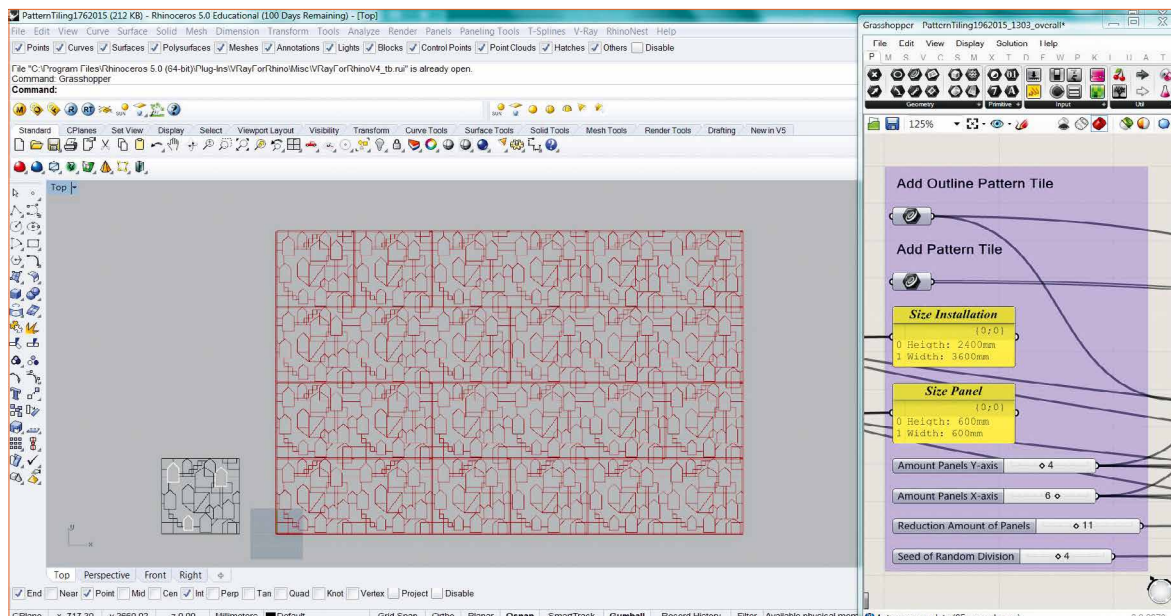 PatternTiling1762015 (212 KB) - Rhinoceros 5.0 Educational (100 Days Remaining) - [Top]
File Edit View Curve Surface Solid Mesh Dimension Transform Tools Analyze Render Panels Paneling Tools T-Splines V-Ray RhinoNest Help
Points Curves Surfaces Polysurfaces Meshes Annotations Lights Blocks Control Points Point Clouds Hatches Others Disable
File "C:\Program Files\Rhinoceros 5.0 (64-bit)\Plug-Ins\VRayForRhino\Misc\VRayForRhinoV4_tb.rui" is already open.
Command: Grasshopper
Command:
Standard CPlanes Set View Display Select Viewport Layout Visibility Transform Curve Tools Surface Tools Solid Tools Mesh Tools Render Tools Drafting New in V5
Top
y
x
Top Perspective Front Right
End Near Point Mid Cen Int Perp Tan Quad Knot Vertex Project Disable
CPlane x 717.30 z 0.00 Millimeters Default Grid Snap Ortho Planar Osnap SmartTrack Gumball Record History Filter Available physical mem
Grasshopper PatternTiling1962015_1303_overall*
File Edit View Display Solution Help
P M S V C S M X T D
Geometry Primitive Input Util
125%
Add Outline Pattern Tile
Add Pattern Tile
Size Installation
{0;0}
0 Heigth: 2400mm
1 Width: 3600mm
Size Panel
{0;0}
0 Heigth: 600mm
1 Width: 600mm
Amount Panels Y-axis 4
Amount Panels X-axis 6
Reduction Amount of Panels 11
Seed of Random Division 4